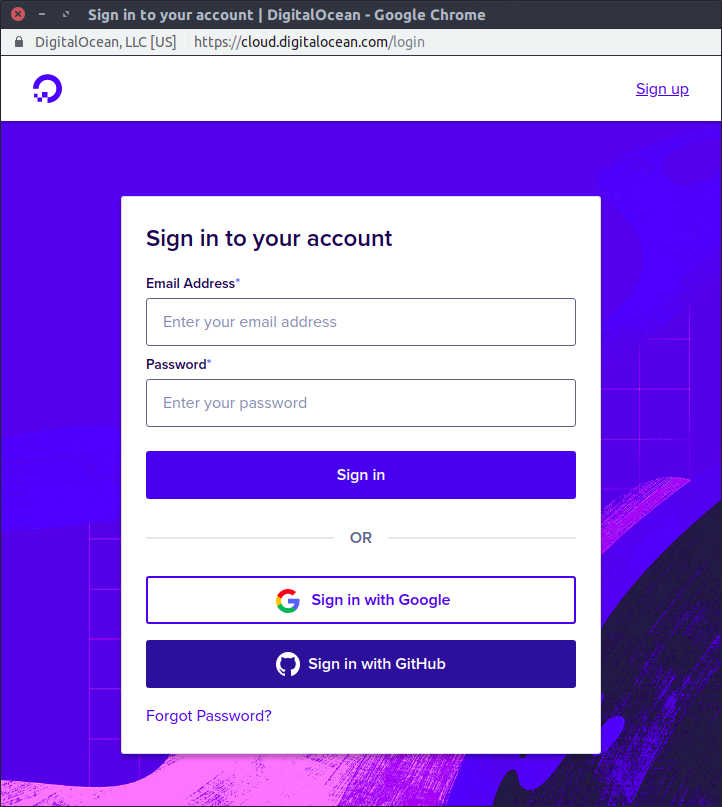 Sign in to your account | DigitalOcean - Google Chrome
DigitalOcean, LLC [US] https://cloud.digitalocean.com/login
Sign up
Sign in to your account
Email Address*
Enter your email address
Password*
Enter your password
Sign in
OR
Sign in with Google
Sign in with GitHub
Forgot Password?